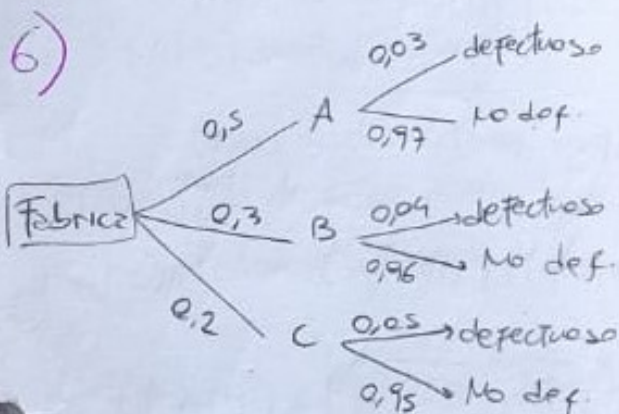 6)
0,03 defectuoso
0,5 A
0,97 No def.
Fabrica
0,3 B 0,04 defectuoso
0,96 No def.
0,2 C 0,05 defectuoso
0,95 No def.